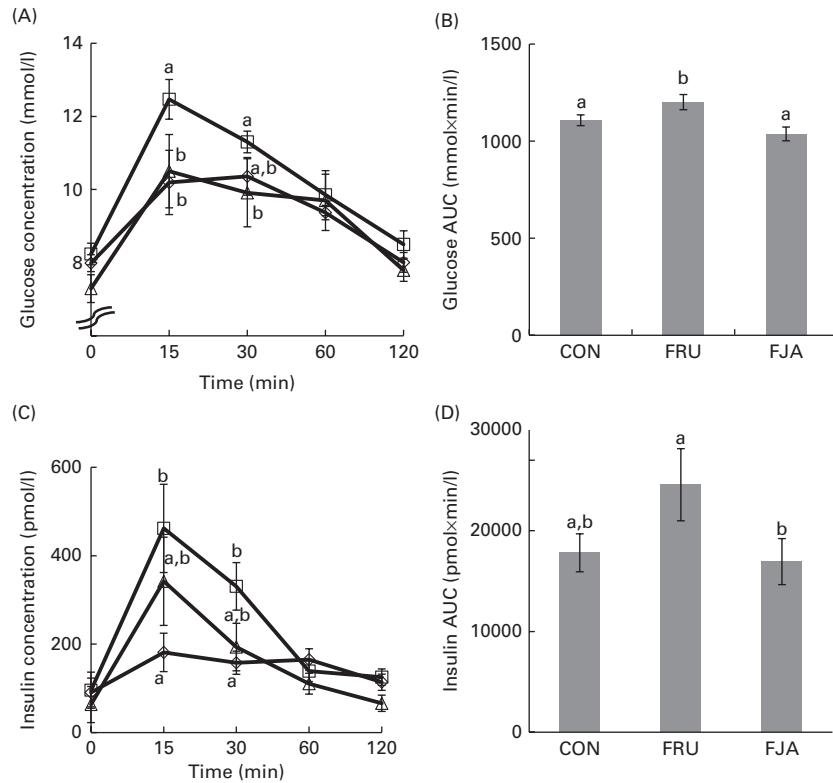 (A)
Glucose concentration (mmol/l)
14
12
10
8
a
a
b
a,b
b
b
0 15 30 60 120
Time (min)
(B)
Glucose AUC (mmol×min/l)
1500
1000
500
0
a
b
a
CON FRU FJA
(C)
Insulin concentration (pmol/l)
600
400
200
0
b
b
a,b
a,b
a
a
0 15 30 60 120
Time (min)
(D)
Insulin AUC (pmol×min/l)
30000
20000
10000
0
a,b
a
b
CON FRU FJA